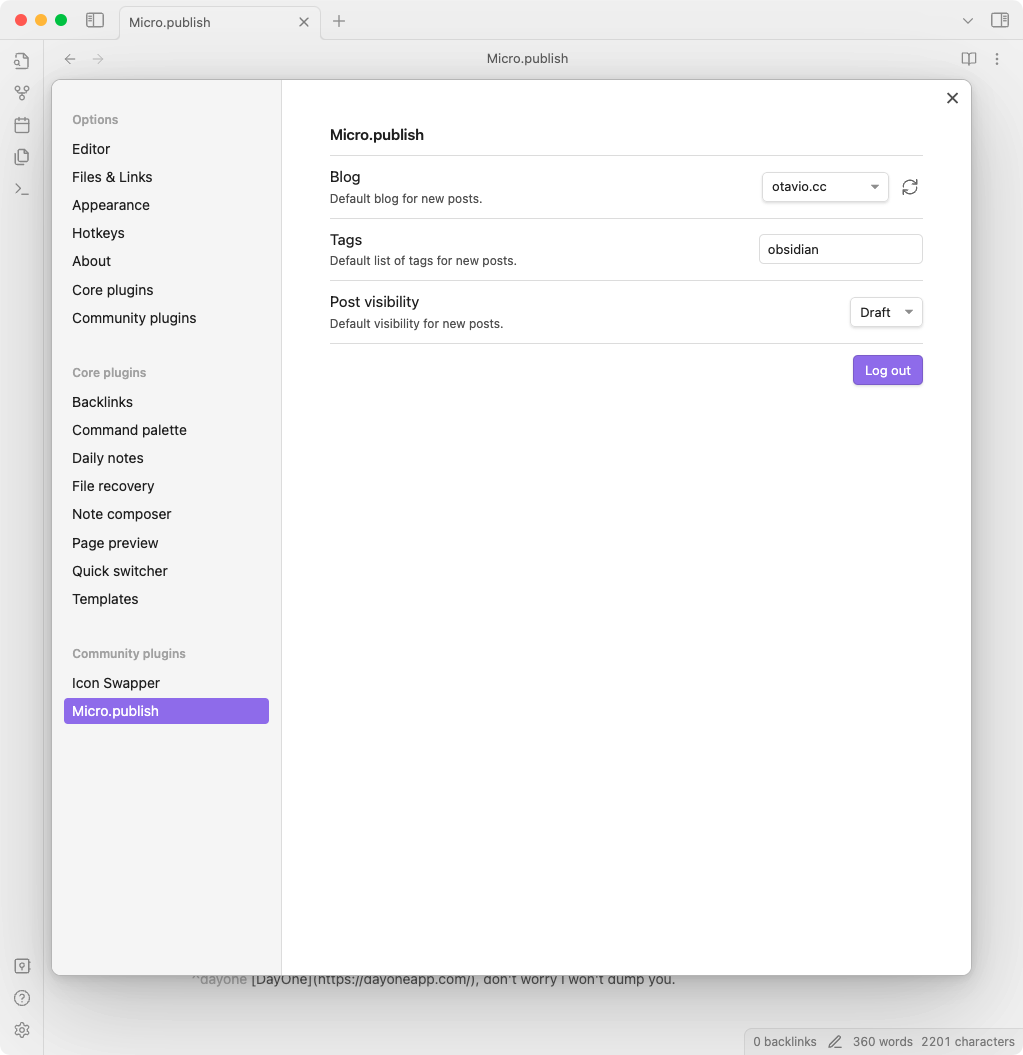 Micro.publish
Micro.publish
Options
Editor
Files & Links
Appearance
Hotkeys
About
Core plugins
Community plugins
Core plugins
Backlinks
Command palette
Daily notes
File recovery
Note composer
Page preview
Quick switcher
Templates
Community plugins
Icon Swapper
Micro.publish
Micro.publish
Blog
Default blog for new posts.
otavio.cc
Tags
Default list of tags for new posts.
obsidian
Post visibility
Default visibility for new posts.
Draft
Log out
^dayone [DayOne](https://dayoneapp.com/), don't worry I won't dump you.
0 backlinks 360 words 2201 characters